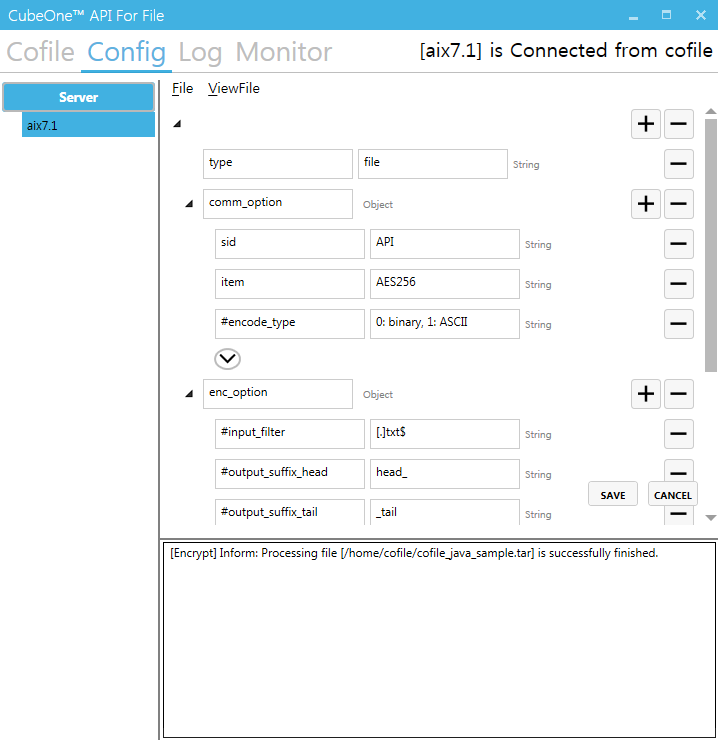 CubeOne™ API For File
Cofile Config Log Monitor [aix7.1] is Connected from cofile
Server
aix7.1
File ViewFile
type file String
comm_option Object
sid API String
item AES256 String
#encode_type 0: binary, 1: ASCII String
enc_option Object
#input_filter [.]txt$ String
#output_suffix_head head_ String
SAVE CANCEL
#output_suffix_tail _tail String
[Encrypt] Inform: Processing file [/home/cofile/cofile_java_sample.tar] is successfully finished.